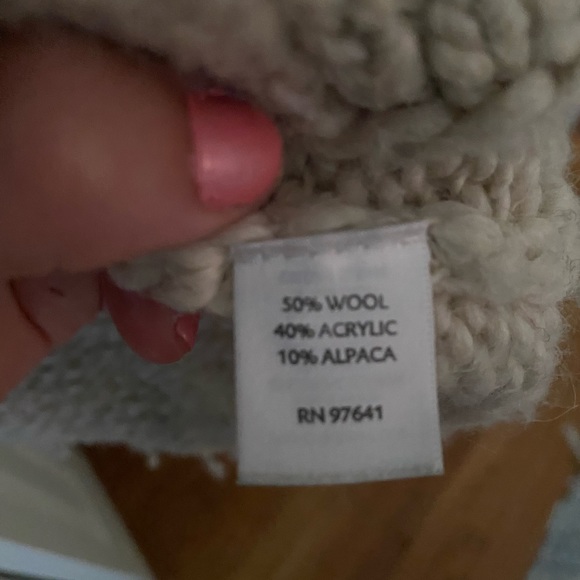 50% WOOL
40% ACRYLIC
10% ALPACA
RN 97641